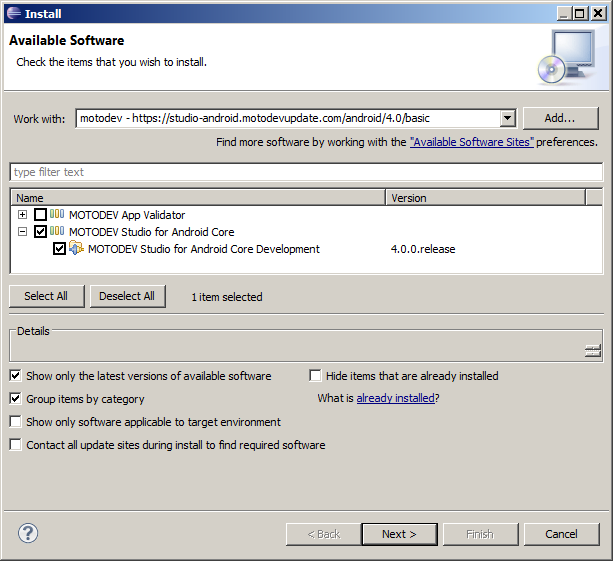 Install
Available Software
Check the items that you wish to install.
Work with: motodev - https://studio-android.motodevupdate.com/android/4.0/basic Add...
Find more software by working with the "Available Software Sites" preferences.
type filter text
Name Version
MOTODEV App Validator
MOTODEV Studio for Android Core
MOTODEV Studio for Android Core Development 4.0.0.release
Select All Deselect All 1 item selected
Details
Show only the latest versions of available software Hide items that are already installed
Group items by category What is already installed?
Show only software applicable to target environment
Contact all update sites during install to find required software
? < Back Next > Finish Cancel